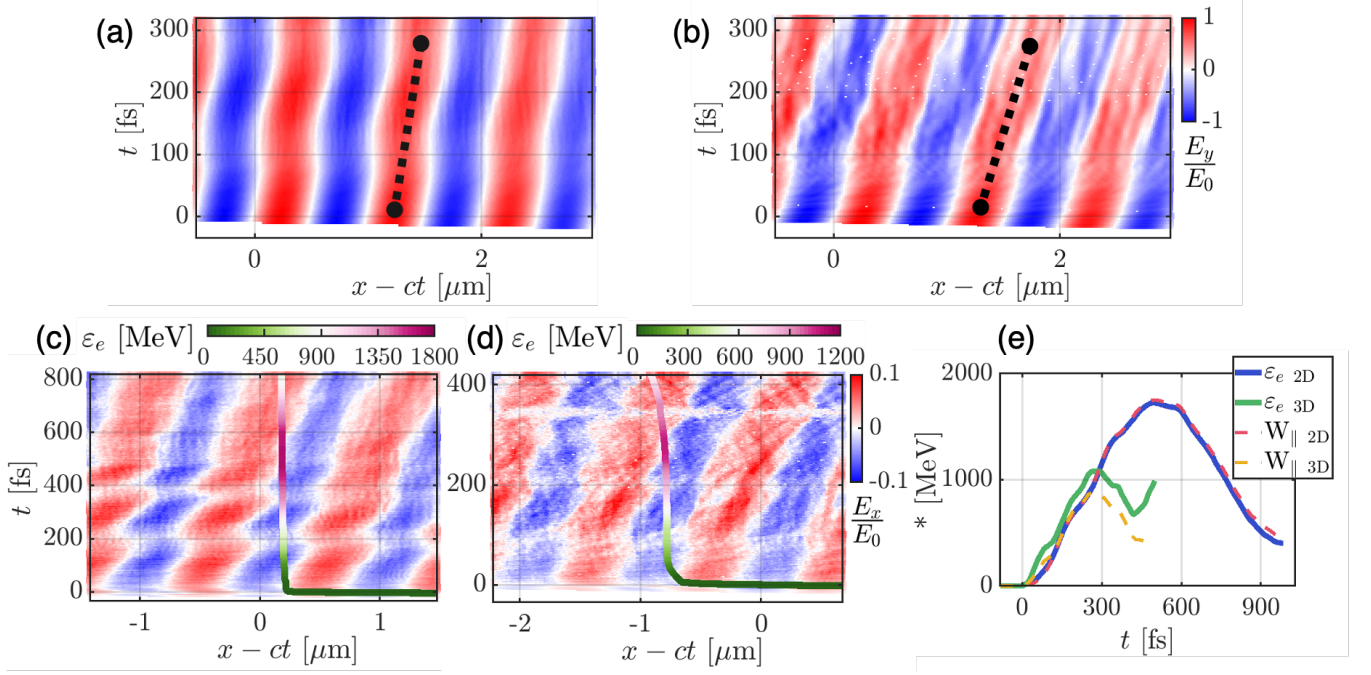 (a)
300
200
100
0
t [fs]
0
2
x − ct [μm]
(b)
300
200
100
0
t [fs]
0
2
x − ct [μm]
1
0
-1
E_y
E_0
(c)
ε_e [MeV]
0 450 900 1350 1800
800
600
400
200
0
t [fs]
-1 0 1
x − ct [μm]
(d)
ε_e [MeV]
0 300 600 900 1200
400
200
0
-2 -1 0
x − ct [μm]
0.1
0
-0.1
E_x
E_0
(e)
2000
1000
0
* [MeV]
0 300 600 900
t [fs]
ε_e 2D
ε_e 3D
W_∥ 2D
W_∥ 3D